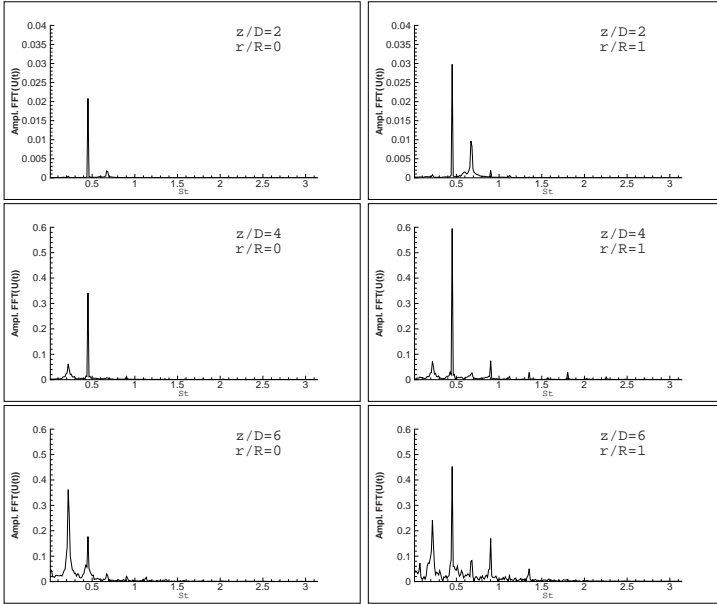 z/D=2
r/R=0
0.04
0.035
0.03
0.025
0.02
0.015
0.01
0.005
0
Ampl. FFT(U(t))
0.5 1 1.5 2 2.5 3
St
z/D=2
r/R=1
0.04
0.035
0.03
0.025
0.02
0.015
0.01
0.005
0
Ampl. FFT(U(t))
0.5 1 1.5 2 2.5 3
St
z/D=4
r/R=0
0.6
0.5
0.4
0.3
0.2
0.1
0
Ampl. FFT(U(t))
0.5 1 1.5 2 2.5 3
St
z/D=4
r/R=1
0.6
0.5
0.4
0.3
0.2
0.1
0
Ampl. FFT(U(t))
0.5 1 1.5 2 2.5 3
St
z/D=6
r/R=0
0.6
0.5
0.4
0.3
0.2
0.1
0
Ampl. FFT(U(t))
0.5 1 1.5 2 2.5 3
St
z/D=6
r/R=1
0.6
0.5
0.4
0.3
0.2
0.1
0
Ampl. FFT(U(t))
0.5 1 1.5 2 2.5 3
St